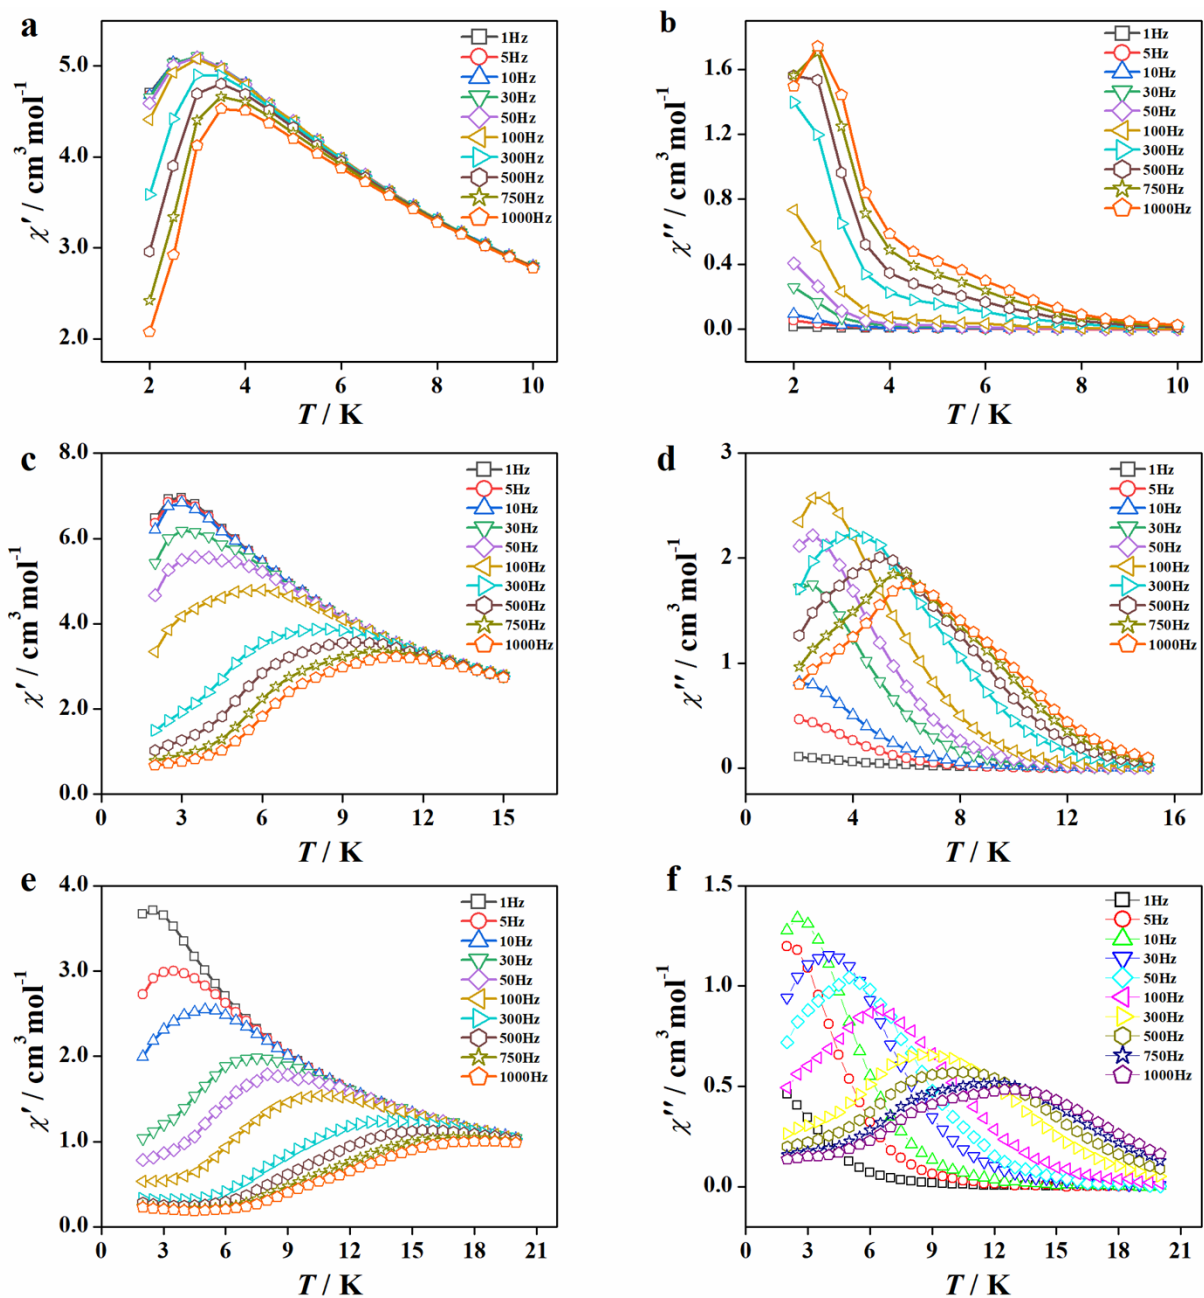 a
5.0
4.0
3.0
2.0
χ′ / cm³ mol⁻¹
2 4 6 8 10
T / K
1Hz
5Hz
10Hz
30Hz
50Hz
100Hz
300Hz
500Hz
750Hz
1000Hz
b
1.6
1.2
0.8
0.4
0.0
χ″ / cm³ mol⁻¹
2 4 6 8 10
T / K
1Hz
5Hz
10Hz
30Hz
50Hz
100Hz
300Hz
500Hz
750Hz
1000Hz
c
8.0
6.0
4.0
2.0
0.0
χ′ / cm³ mol⁻¹
0 3 6 9 12 15
T / K
1Hz
5Hz
10Hz
30Hz
50Hz
100Hz
300Hz
500Hz
750Hz
1000Hz
d
3
2
1
0
χ″ / cm³ mol⁻¹
4 8 12 16
T / K
1Hz
5Hz
10Hz
30Hz
50Hz
100Hz
300Hz
500Hz
750Hz
1000Hz
e
4.0
3.0
2.0
1.0
0.0
χ′ / cm³ mol⁻¹
0 3 6 9 12 15 18 21
T / K
1Hz
5Hz
10Hz
30Hz
50Hz
100Hz
300Hz
500Hz
750Hz
1000Hz
f
1.5
1.0
0.5
0.0
χ″ / cm³ mol⁻¹
0 3 6 9 12 15 18 21
T / K
1Hz
5Hz
10Hz
30Hz
50Hz
100Hz
300Hz
500Hz
750Hz
1000Hz